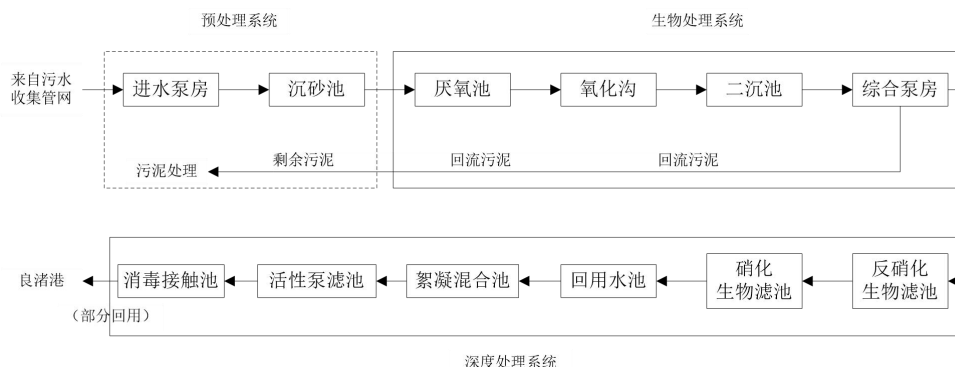 预处理系统
生物处理系统
来自污水
收集管网
进水泵房
沉砂池
厌氧池
氧化沟
二沉池
综合泵房
污泥处理
剩余污泥
回流污泥
回流污泥
良渚港
消毒接触池
活性泵滤池
絮凝混合池
回用水池
硝化
生物滤池
反硝化
生物滤池
（部分回用）
深度处理系统